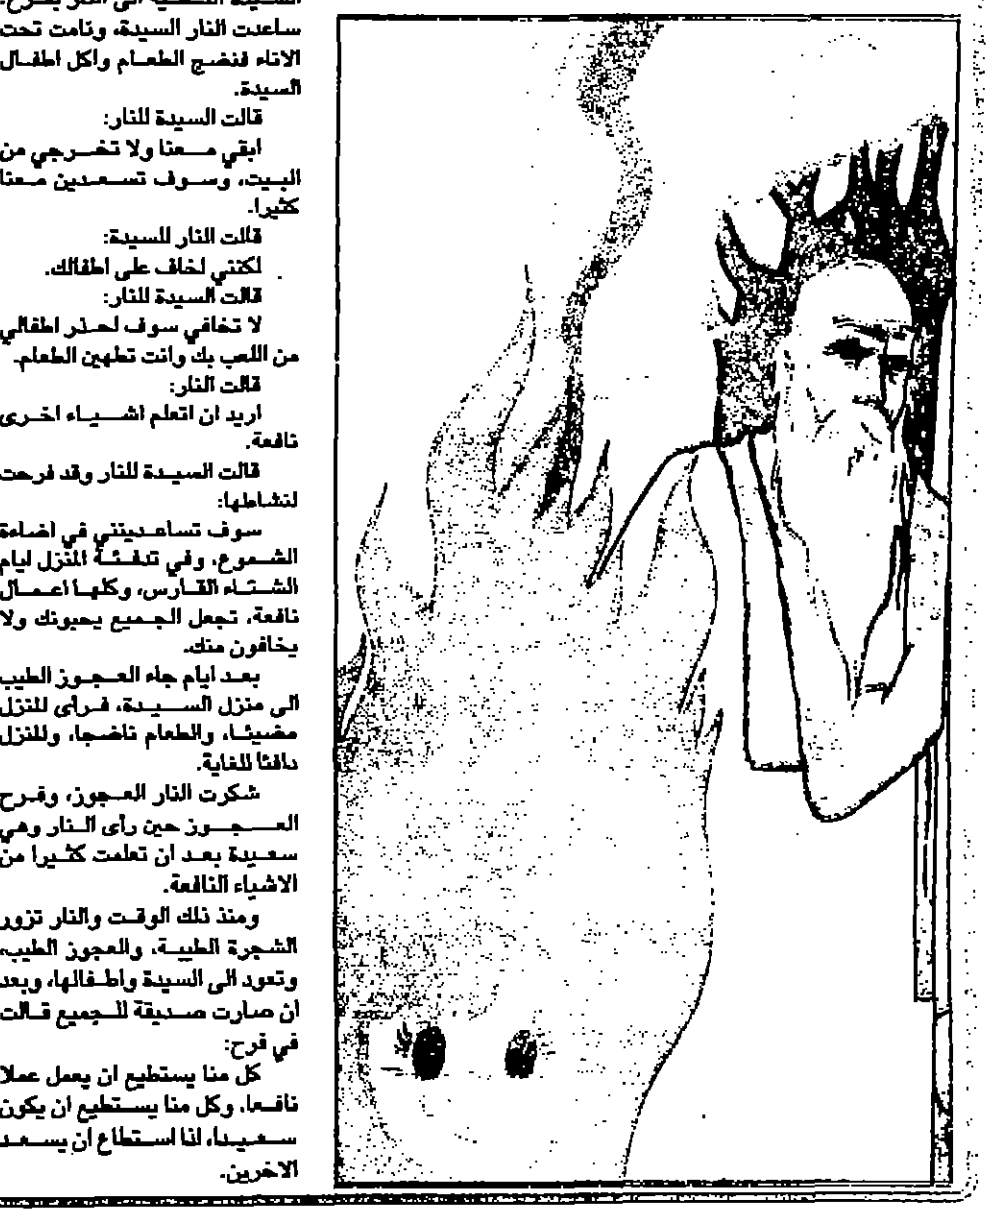 ساعدت النار السيدة، ونامت تحت
الاناء فنضج الطعام واكل اطفال
السيدة.
قالت السيدة للنار:
ابقي معنا ولا تخرجي من
البيت، وسوف تسعدين معنا
كثيرا.
قالت النار للسيدة:
لكنني اخاف على اطفالك.
قالت السيدة للنار:
لا تخافي سوف احذر اطفالي
من اللعب بك وانت تطهين الطعام.
قالت النار:
اريد ان اتعلم اشياء اخرى
نافعة.
قالت السيدة للنار وقد فرحت
لنشاطها:
سوف تساعدينني في اضاءة
الشموع، وفي تدفئة المنزل ايام
الشتاء القارس، وكلها اعمال
نافعة، تجعل الجميع يحبونك ولا
يخافون منك.
بعد ايام جاء العجوز الطيب
الى منزل السيدة، فرأى المنزل
مضيئا، والطعام ناضجا، والمنزل
دافئا للغاية.
شكرت النار العجوز، وفرح
العجوز حين رأى النار وهي
سعيدة بعد ان تعلمت كثيرا من
الاشياء النافعة.
ومنذ ذلك الوقت والنار تزور
الشجرة الطيبة، والعجوز الطيب،
وتعود الى السيدة واطفالها، وبعد
ان صارت صديقة للجميع قالت
في فرح:
كل منا يستطيع ان يعمل عملا
نافعا، وكل منا يستطيع ان يكون
سعيدا، اذا استطاع ان يسعد
الاخرين.